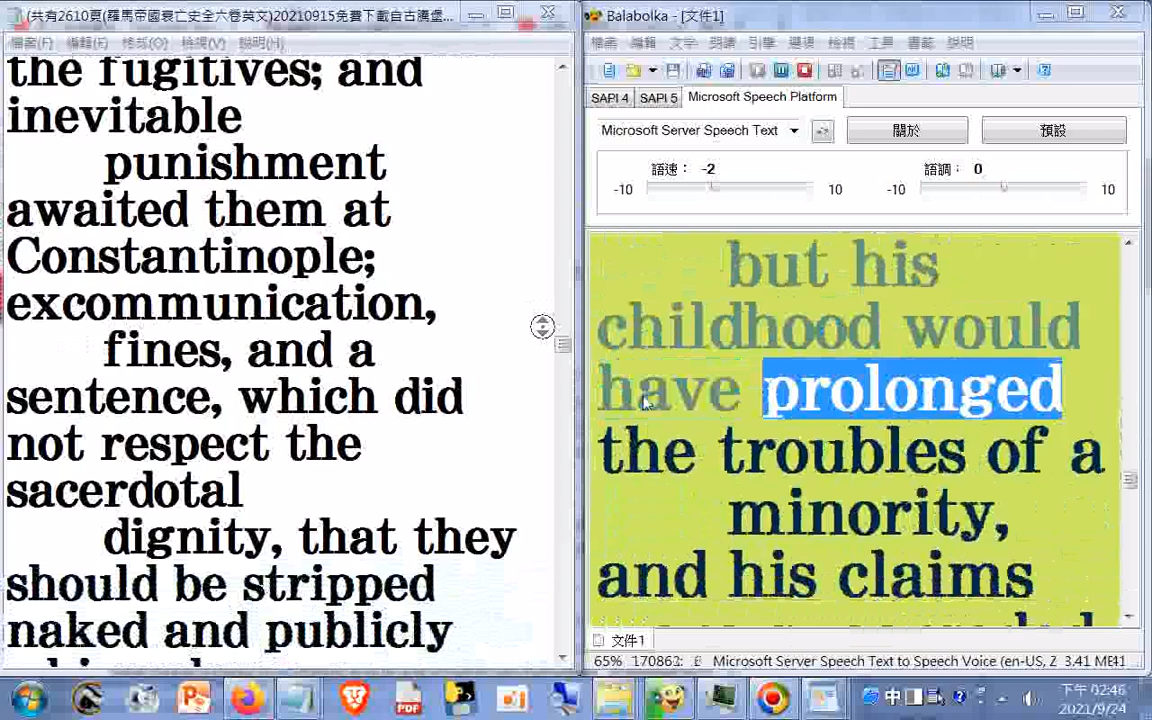 (共有2610頁(羅馬帝國衰亡史全六卷英文)20210915免費下載自古騰堡...
檔案(F) 編輯(E) 格式(O) 檢視(V) 說明(H)
the fugitives; and
inevitable
punishment
awaited them at
Constantinople;
excommunication,
fines, and a
sentence, which did
not respect the
sacerdotal
dignity, that they
should be stripped
naked and publicly
Balabolka - [文件1]
檔案 編輯 文字 朗讀 引擎 選項 檢視 工具 書籤 說明
SAPI 4 SAPI 5 Microsoft Speech Platform
Microsoft Server Speech Text 關於 預設
語速： -2 語調： 0
-10 10 -10 10
but his
childhood would
have prolonged
the troubles of a
minority,
and his claims
文件1
65% Microsoft Server Speech Text to Speech Voice (en-US, Z 3.41 ME
PDF
中
下午 02:46
2021/9/24